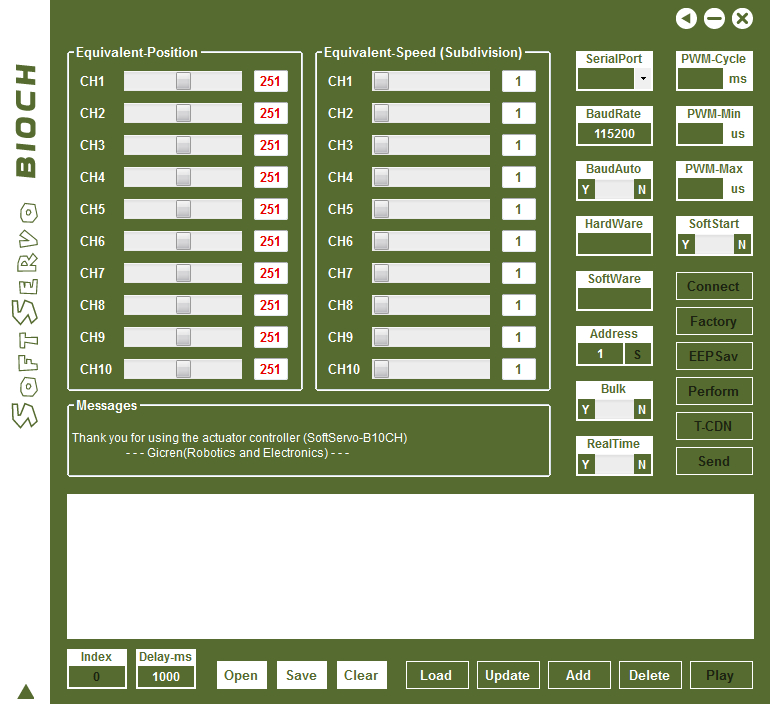 SOFTSERVO B10CH
Equivalent-Position
CH1 251
CH2 251
CH3 251
CH4 251
CH5 251
CH6 251
CH7 251
CH8 251
CH9 251
CH10 251
Equivalent-Speed (Subdivision)
CH1 1
CH2 1
CH3 1
CH4 1
CH5 1
CH6 1
CH7 1
CH8 1
CH9 1
CH10 1
Messages
Thank you for using the actuator controller (SoftServo-B10CH)
- - - Gicren(Robotics and Electronics) - - -
SerialPort
BaudRate
115200
BaudAuto
Y N
HardWare
SoftWare
Address
1 S
Bulk
Y N
RealTime
Y N
PWM-Cycle
ms
PWM-Min
us
PWM-Max
us
SoftStart
Y N
Connect
Factory
EEPSav
Perform
T-CDN
Send
Index
0
Delay-ms
1000
Open Save Clear Load Update Add Delete Play